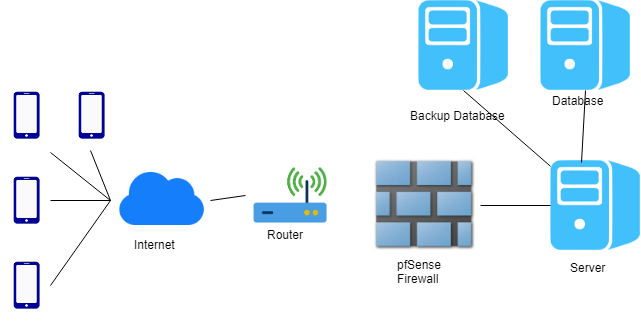 Backup Database
Database
Internet
Router
pfSense
Firewall
Server